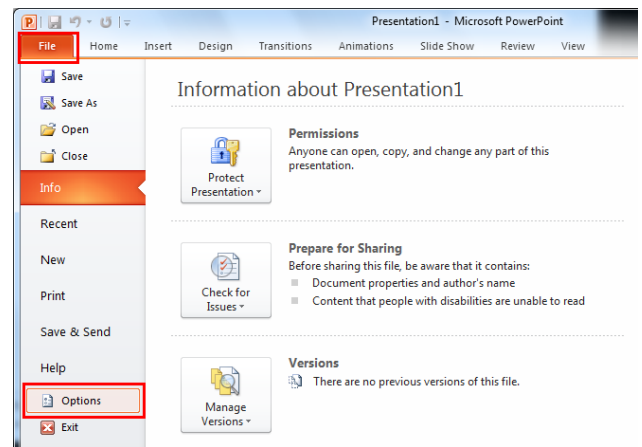 Presentation1 - Microsoft PowerPoint
File Home Insert Design Transitions Animations Slide Show Review View
Save
Save As
Open
Close
Info
Recent
New
Print
Save & Send
Help
Options
Exit
Information about Presentation1
Protect
Presentation
Permissions
Anyone can open, copy, and change any part of this
presentation.
Check for
Issues
Prepare for Sharing
Before sharing this file, be aware that it contains:
Document properties and author's name
Content that people with disabilities are unable to read
Manage
Versions
Versions
There are no previous versions of this file.